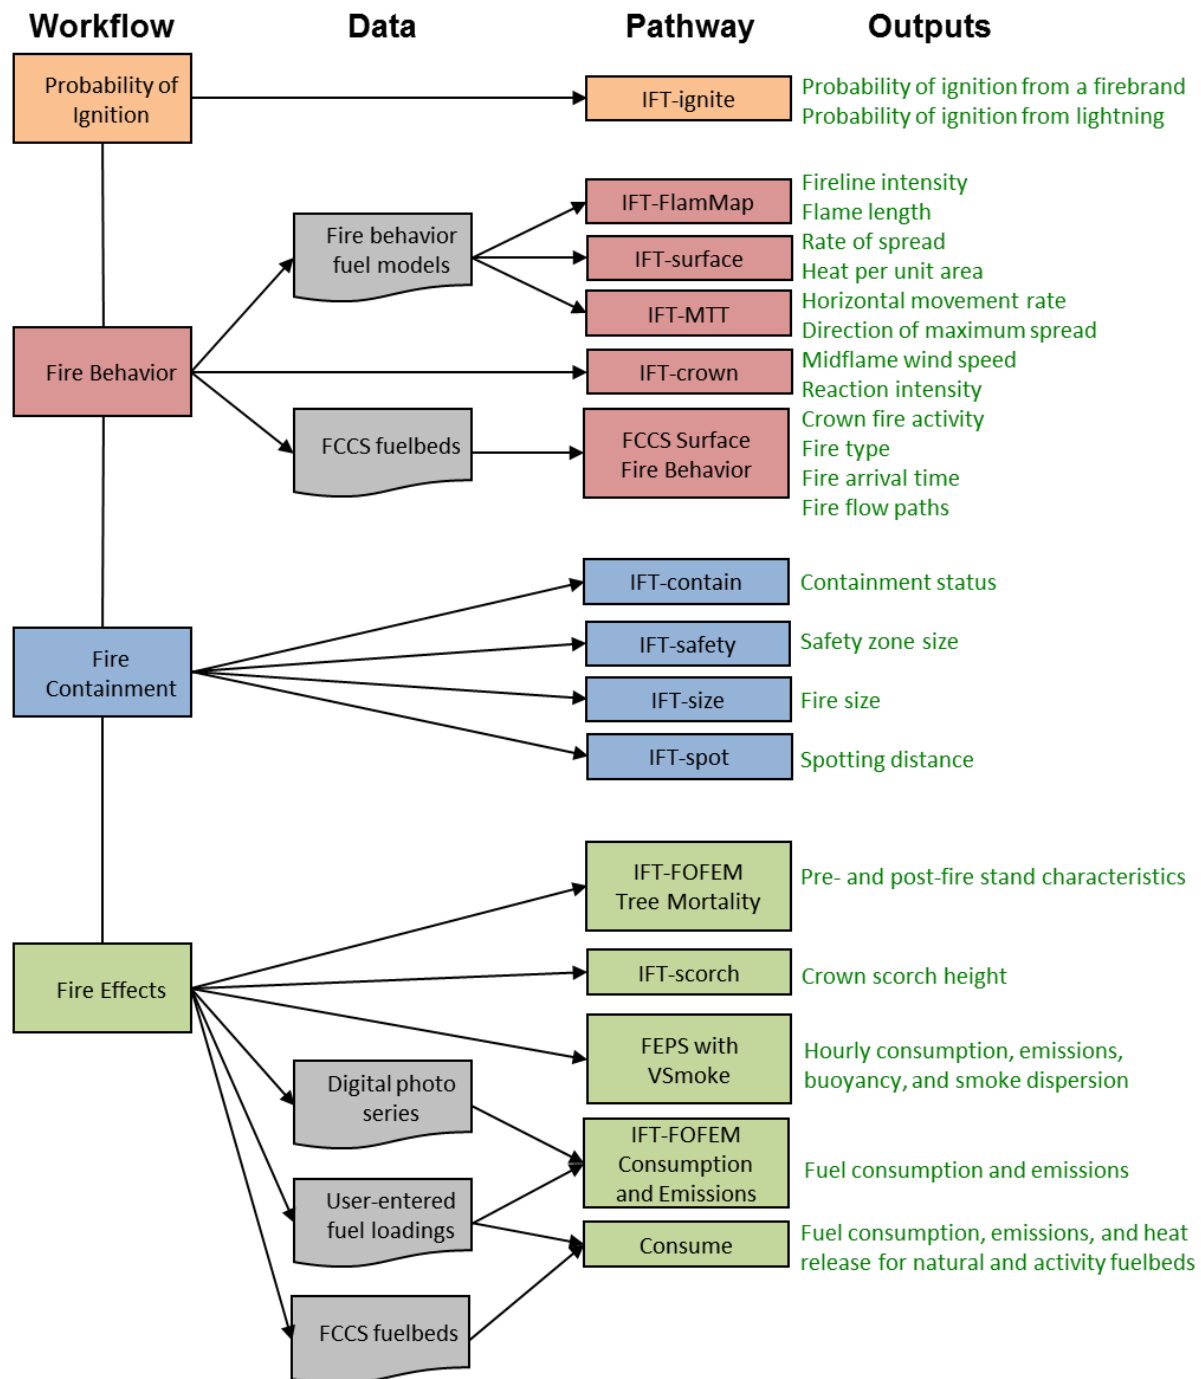 Workflow Data Pathway Outputs
Probability of
Ignition
IFT-ignite
Probability of ignition from a firebrand
Probability of ignition from lightning
Fire Behavior
Fire behavior
fuel models
FCCS fuelbeds
IFT-FlamMap
IFT-surface
IFT-MTT
IFT-crown
FCCS Surface
Fire Behavior
Fireline intensity
Flame length
Rate of spread
Heat per unit area
Horizontal movement rate
Direction of maximum spread
Midflame wind speed
Reaction intensity
Crown fire activity
Fire type
Fire arrival time
Fire flow paths
Fire
Containment
IFT-contain
Containment status
IFT-safety
Safety zone size
IFT-size
Fire size
IFT-spot
Spotting distance
Fire Effects
Digital photo
series
User-entered
fuel loadings
FCCS fuelbeds
IFT-FOFEM
Tree Mortality
Pre- and post-fire stand characteristics
IFT-scorch
Crown scorch height
FEPS with
VSmoke
Hourly consumption, emissions,
buoyancy, and smoke dispersion
IFT-FOFEM
Consumption
and Emissions
Fuel consumption and emissions
Consume
Fuel consumption, emissions, and heat
release for natural and activity fuelbeds